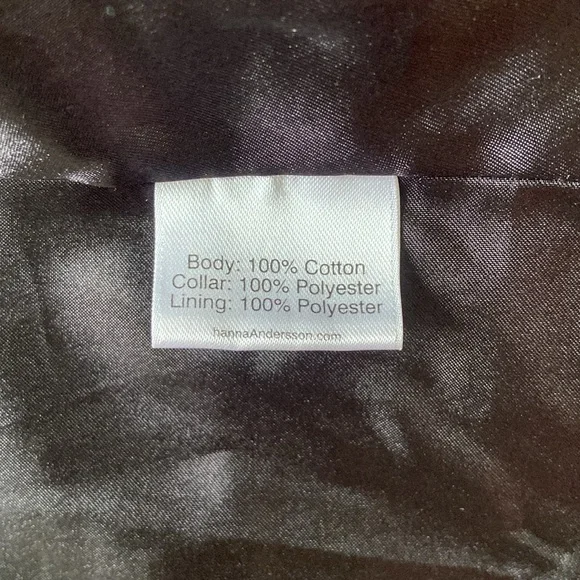 Body: 100% Cotton
Collar: 100% Polyester
Lining: 100% Polyester
hannaAndersson.com